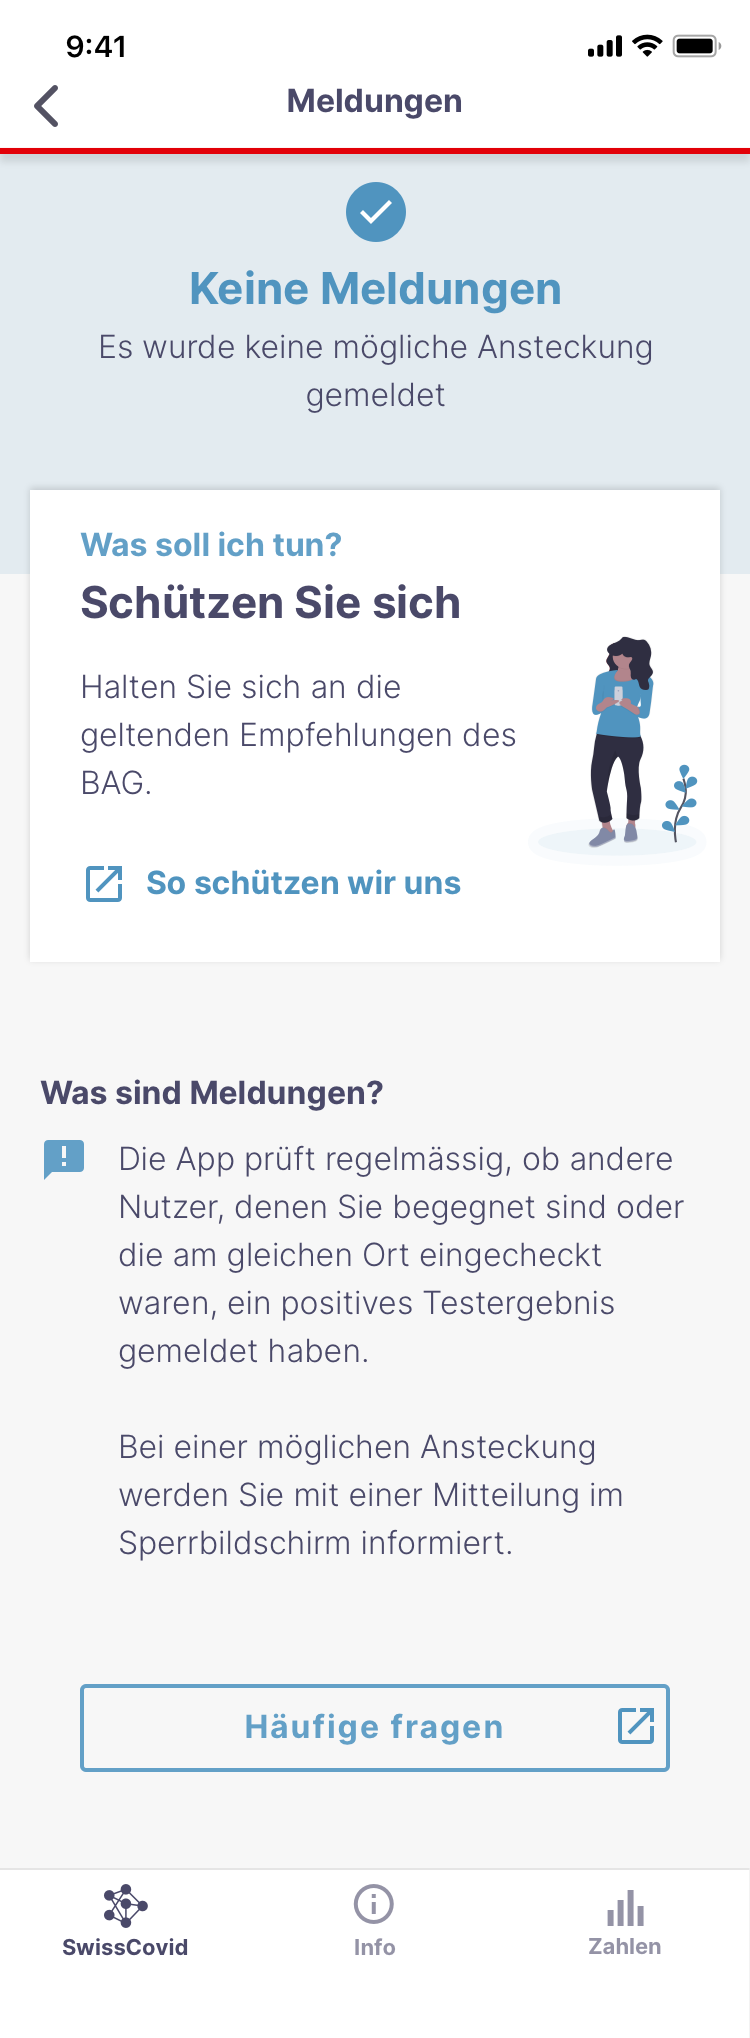 9:41
Meldungen
Keine Meldungen
Es wurde keine mögliche Ansteckung
gemeldet
Was soll ich tun?
Schützen Sie sich
Halten Sie sich an die
geltenden Empfehlungen des
BAG.
So schützen wir uns
Was sind Meldungen?
Die App prüft regelmässig, ob andere
Nutzer, denen Sie begegnet sind oder
die am gleichen Ort eingecheckt
waren, ein positives Testergebnis
gemeldet haben.
Bei einer möglichen Ansteckung
werden Sie mit einer Mitteilung im
Sperrbildschirm informiert.
Häufige fragen
SwissCovid
Info
Zahlen